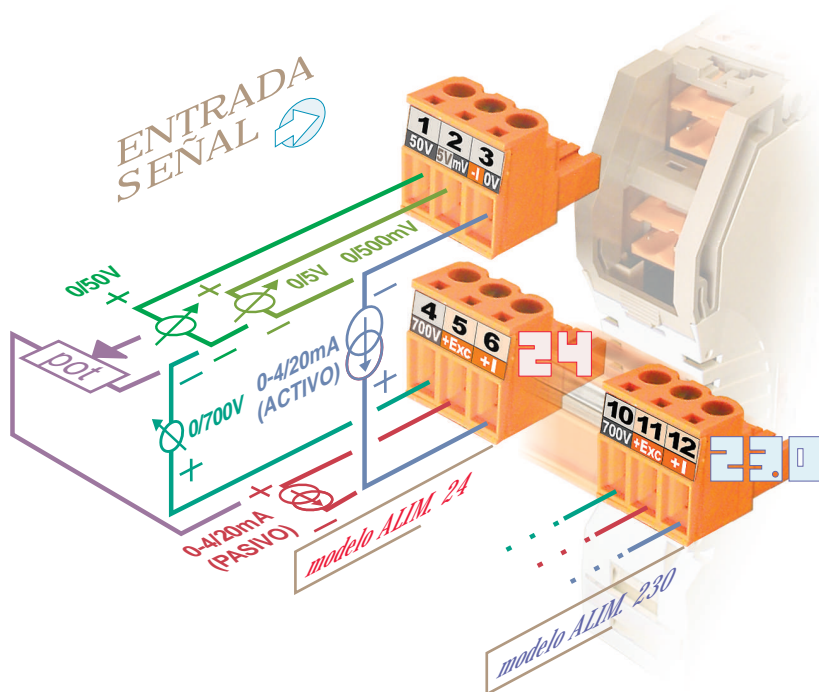 ENTRADA
SEÑAL
1 2 3
50V 5V mV -I 0V
0/50V
+
-
0/5V
0/500mV
+
-
pot
0/700V
-
+
0-4/20mA
(ACTIVO)
-
+
4 5 6
700V +Exc +I
24
0-4/20mA
(PASIVO)
+
-
modelo ALIM. 24
10 11 12
700V +Exc +I
23.0
modelo ALIM. 230